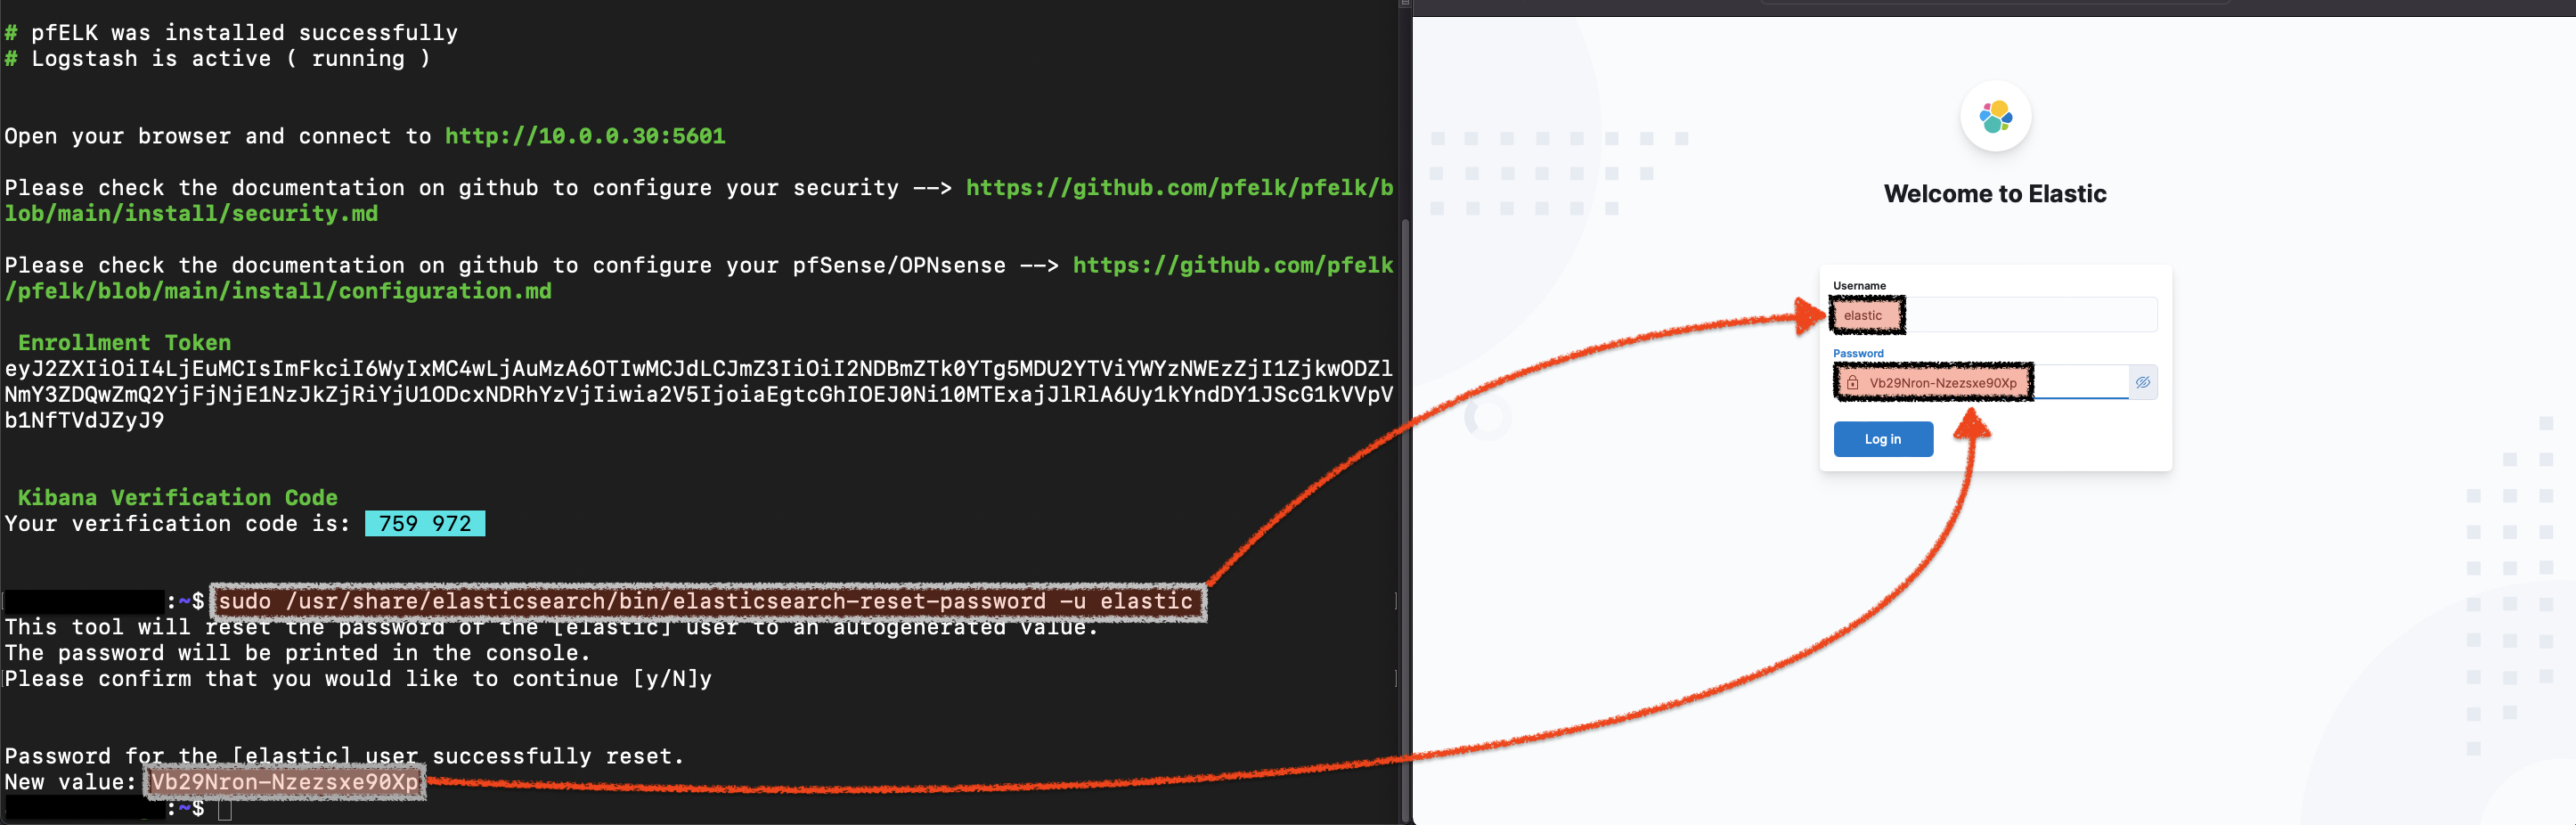 # pfELK was installed successfully
# Logstash is active ( running )
Open your browser and connect to http://10.0.0.30:5601
Please check the documentation on github to configure your security --> https://github.com/pfelk/pfelk/b
lob/main/install/security.md
Please check the documentation on github to configure your pfSense/OPNsense --> https://github.com/pfelk
/pfelk/blob/main/install/configuration.md
Enrollment Token
eyJ2ZXIiOiI4LjEuMCIsImFkciI6WyIxMC4wLjAuMzA6OTIwMCJdLCJmZ3IiOiI2NDBmZTk0YTg5MDU2YTViYWYzNWEzZjI1ZjkwODZl
NmY3ZDQwZmQ2YjFjNjE1NzJkZjRiYjU1ODcxNDRhYzVjIiwia2V5IjoiaEgtcGhIOEJ0Ni10MTExajJlRlA6Uy1kYndDY1JScG1kVVpV
b1NfTVdJZyJ9
Kibana Verification Code
Your verification code is: 759 972
:~$ sudo /usr/share/elasticsearch/bin/elasticsearch-reset-password -u elastic
This tool will reset the password of the [elastic] user to an autogenerated value.
The password will be printed in the console.
Please confirm that you would like to continue [y/N]y
Password for the [elastic] user successfully reset.
New value: Vb29Nron-Nzezsxe90Xp
:~$
Welcome to Elastic
Username
elastic
Password
Vb29Nron-Nzezsxe90Xp
Log in